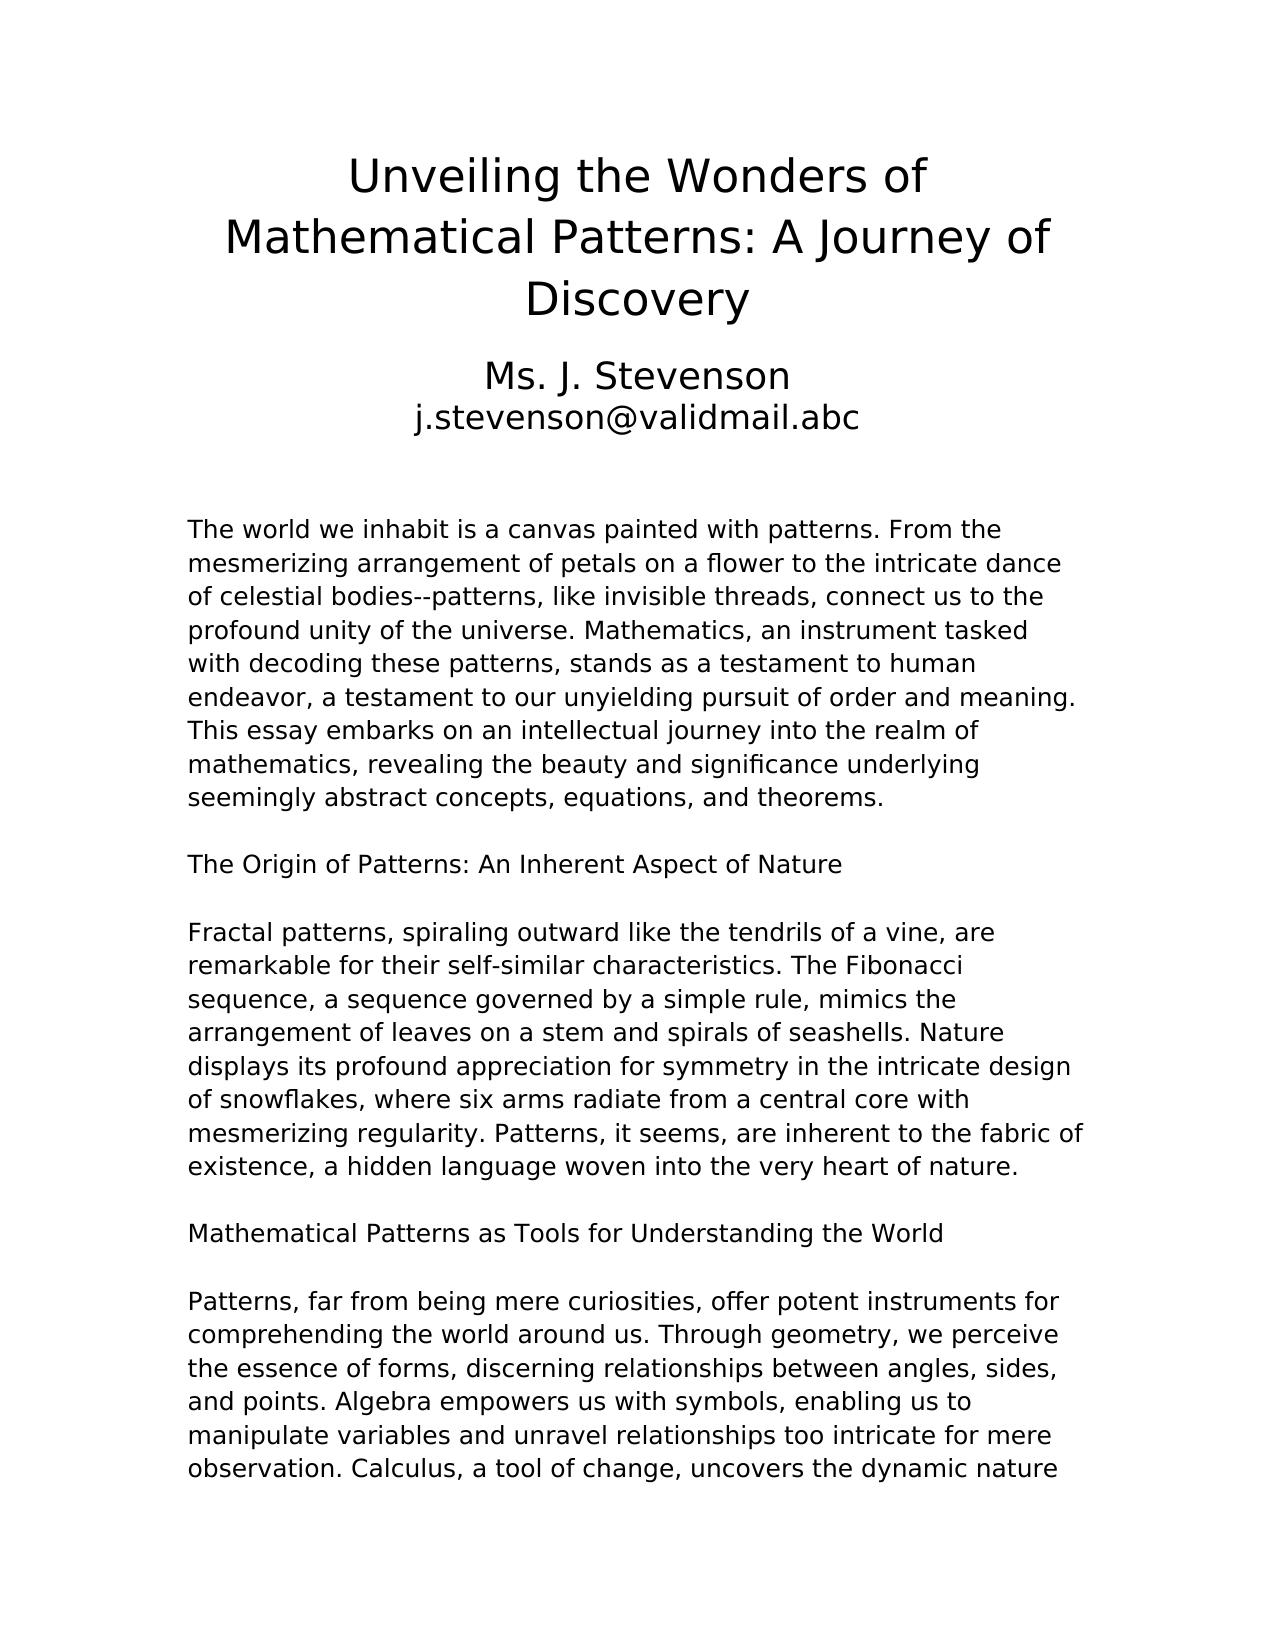 Unveiling the Wonders of
Mathematical Patterns: A Journey of
Discovery
Ms. J. Stevenson
j.stevenson@validmail.abc
The world we inhabit is a canvas painted with patterns. From the
mesmerizing arrangement of petals on a flower to the intricate dance
of celestial bodies--patterns, like invisible threads, connect us to the
profound unity of the universe. Mathematics, an instrument tasked
with decoding these patterns, stands as a testament to human
endeavor, a testament to our unyielding pursuit of order and meaning.
This essay embarks on an intellectual journey into the realm of
mathematics, revealing the beauty and significance underlying
seemingly abstract concepts, equations, and theorems.
The Origin of Patterns: An Inherent Aspect of Nature
Fractal patterns, spiraling outward like the tendrils of a vine, are
remarkable for their self-similar characteristics. The Fibonacci
sequence, a sequence governed by a simple rule, mimics the
arrangement of leaves on a stem and spirals of seashells. Nature
displays its profound appreciation for symmetry in the intricate design
of snowflakes, where six arms radiate from a central core with
mesmerizing regularity. Patterns, it seems, are inherent to the fabric of
existence, a hidden language woven into the very heart of nature.
Mathematical Patterns as Tools for Understanding the World
Patterns, far from being mere curiosities, offer potent instruments for
comprehending the world around us. Through geometry, we perceive
the essence of forms, discerning relationships between angles, sides,
and points. Algebra empowers us with symbols, enabling us to
manipulate variables and unravel relationships too intricate for mere
observation. Calculus, a tool of change, uncovers the dynamic nature